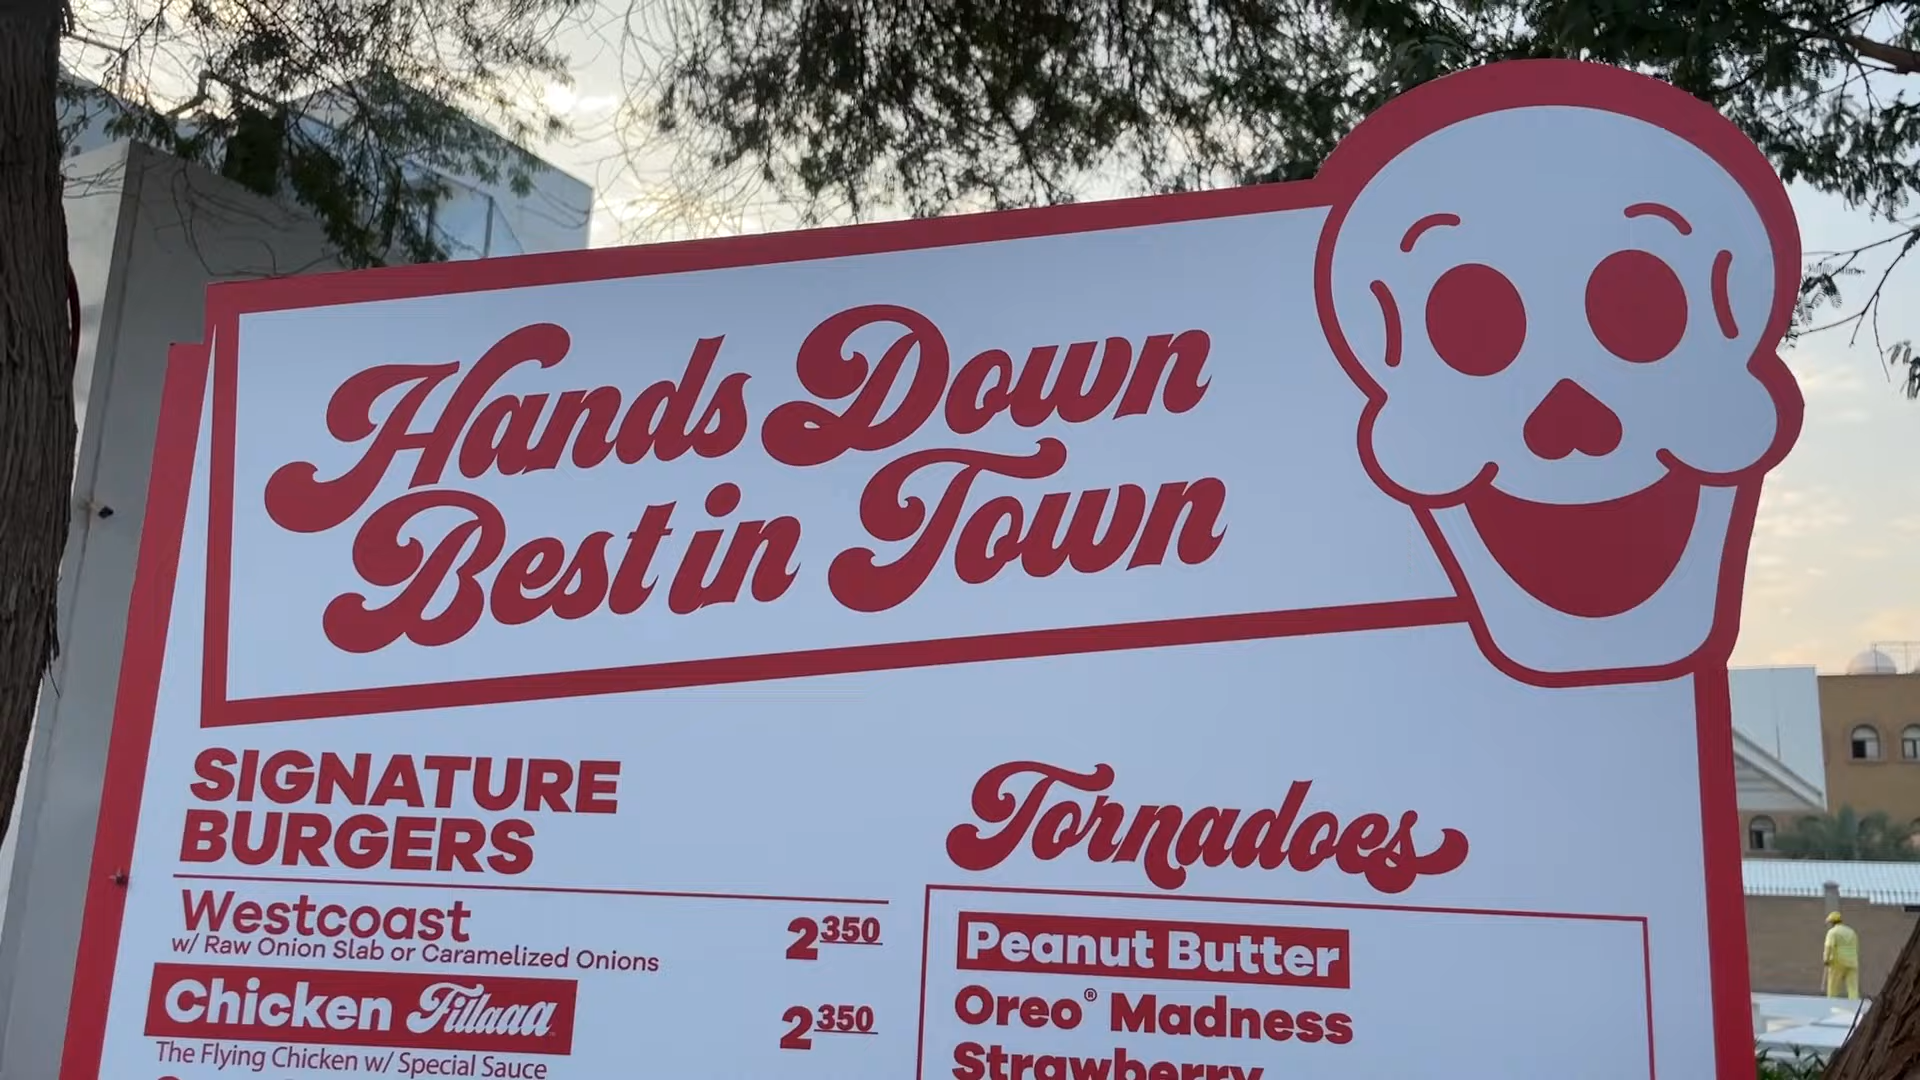 Hands Down
Best in Town
SIGNATURE
BURGERS
Westcoast 2350
w/ Raw Onion Slab or Caramelized Onions
Chicken Fillaaa 2350
The Flying Chicken w/ Special Sauce
Tornadoes
Peanut Butter
Oreo® Madness
Strawberry